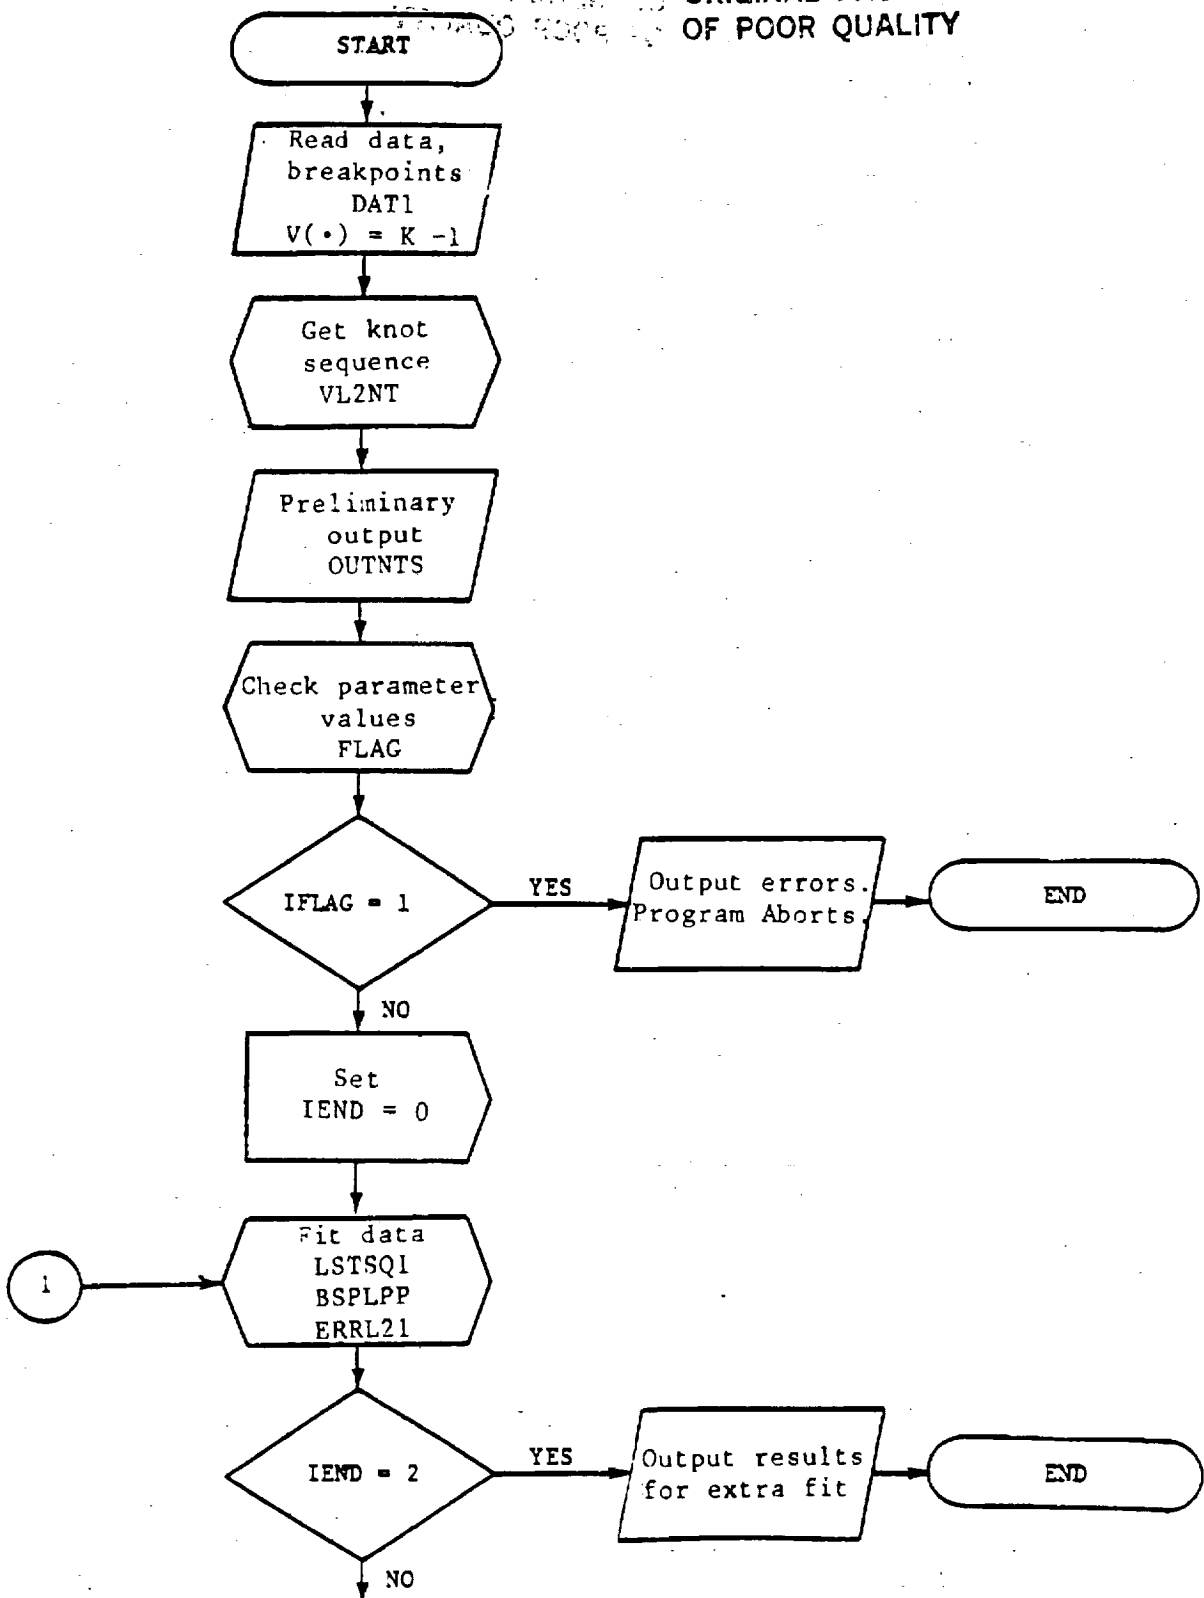 OF POOR QUALITY
START
Read data,
breakpoints
DAT1
V(•) = K -1
Get knot
sequence
VL2NT
Preliminary
output
OUTNTS
Check parameter
values
FLAG
IFLAG = 1
YES
Output errors.
Program Aborts.
END
NO
Set
IEND = 0
1
Fit data
LSTSQ1
BSPLPP
ERRL21
IEND = 2
YES
Output results
for extra fit
END
NO